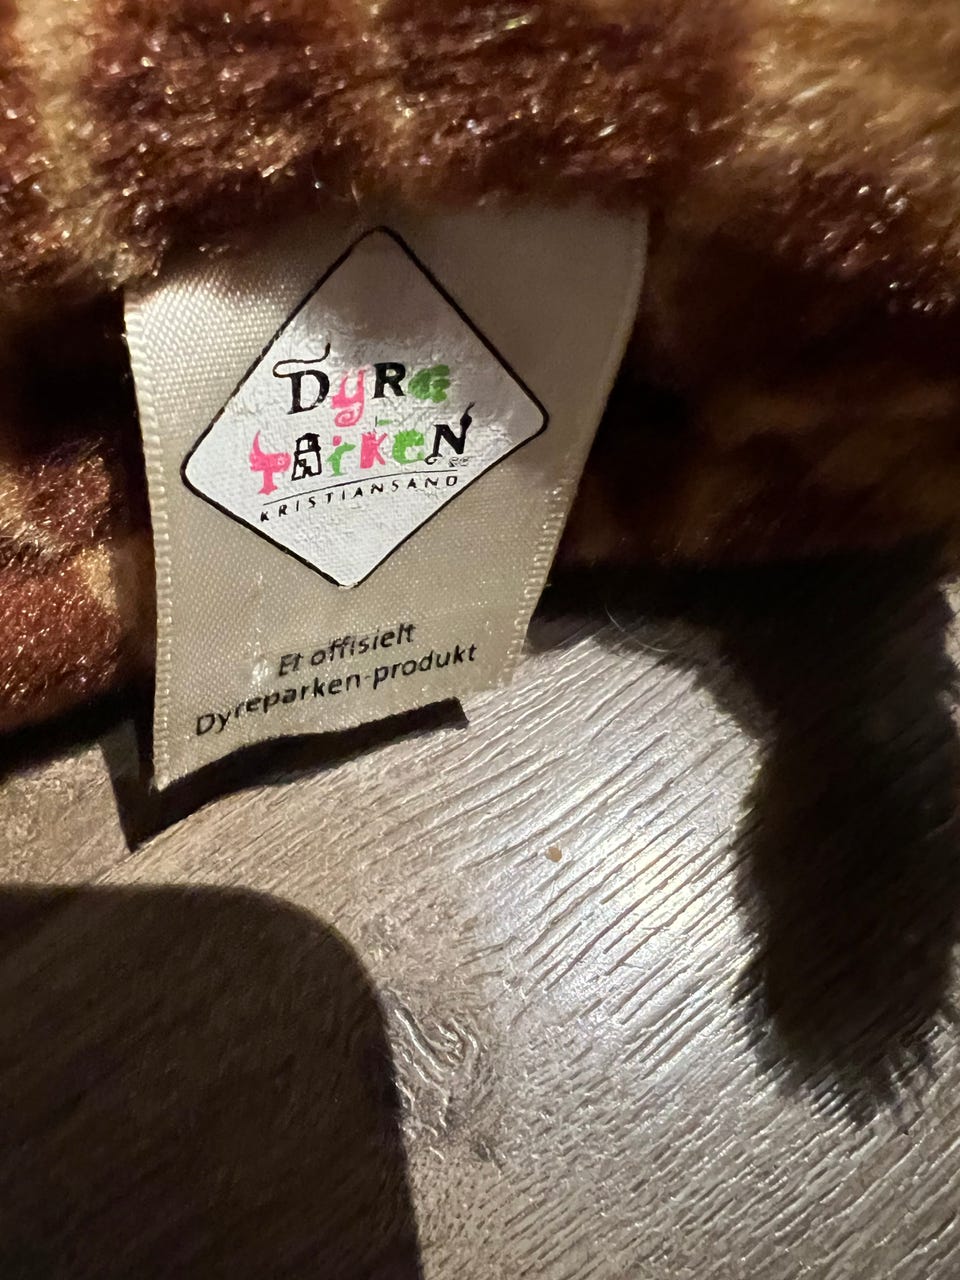 DyRe
PARKEN
KRISTIANSAND
Et offisielt
Dyreparken-produkt